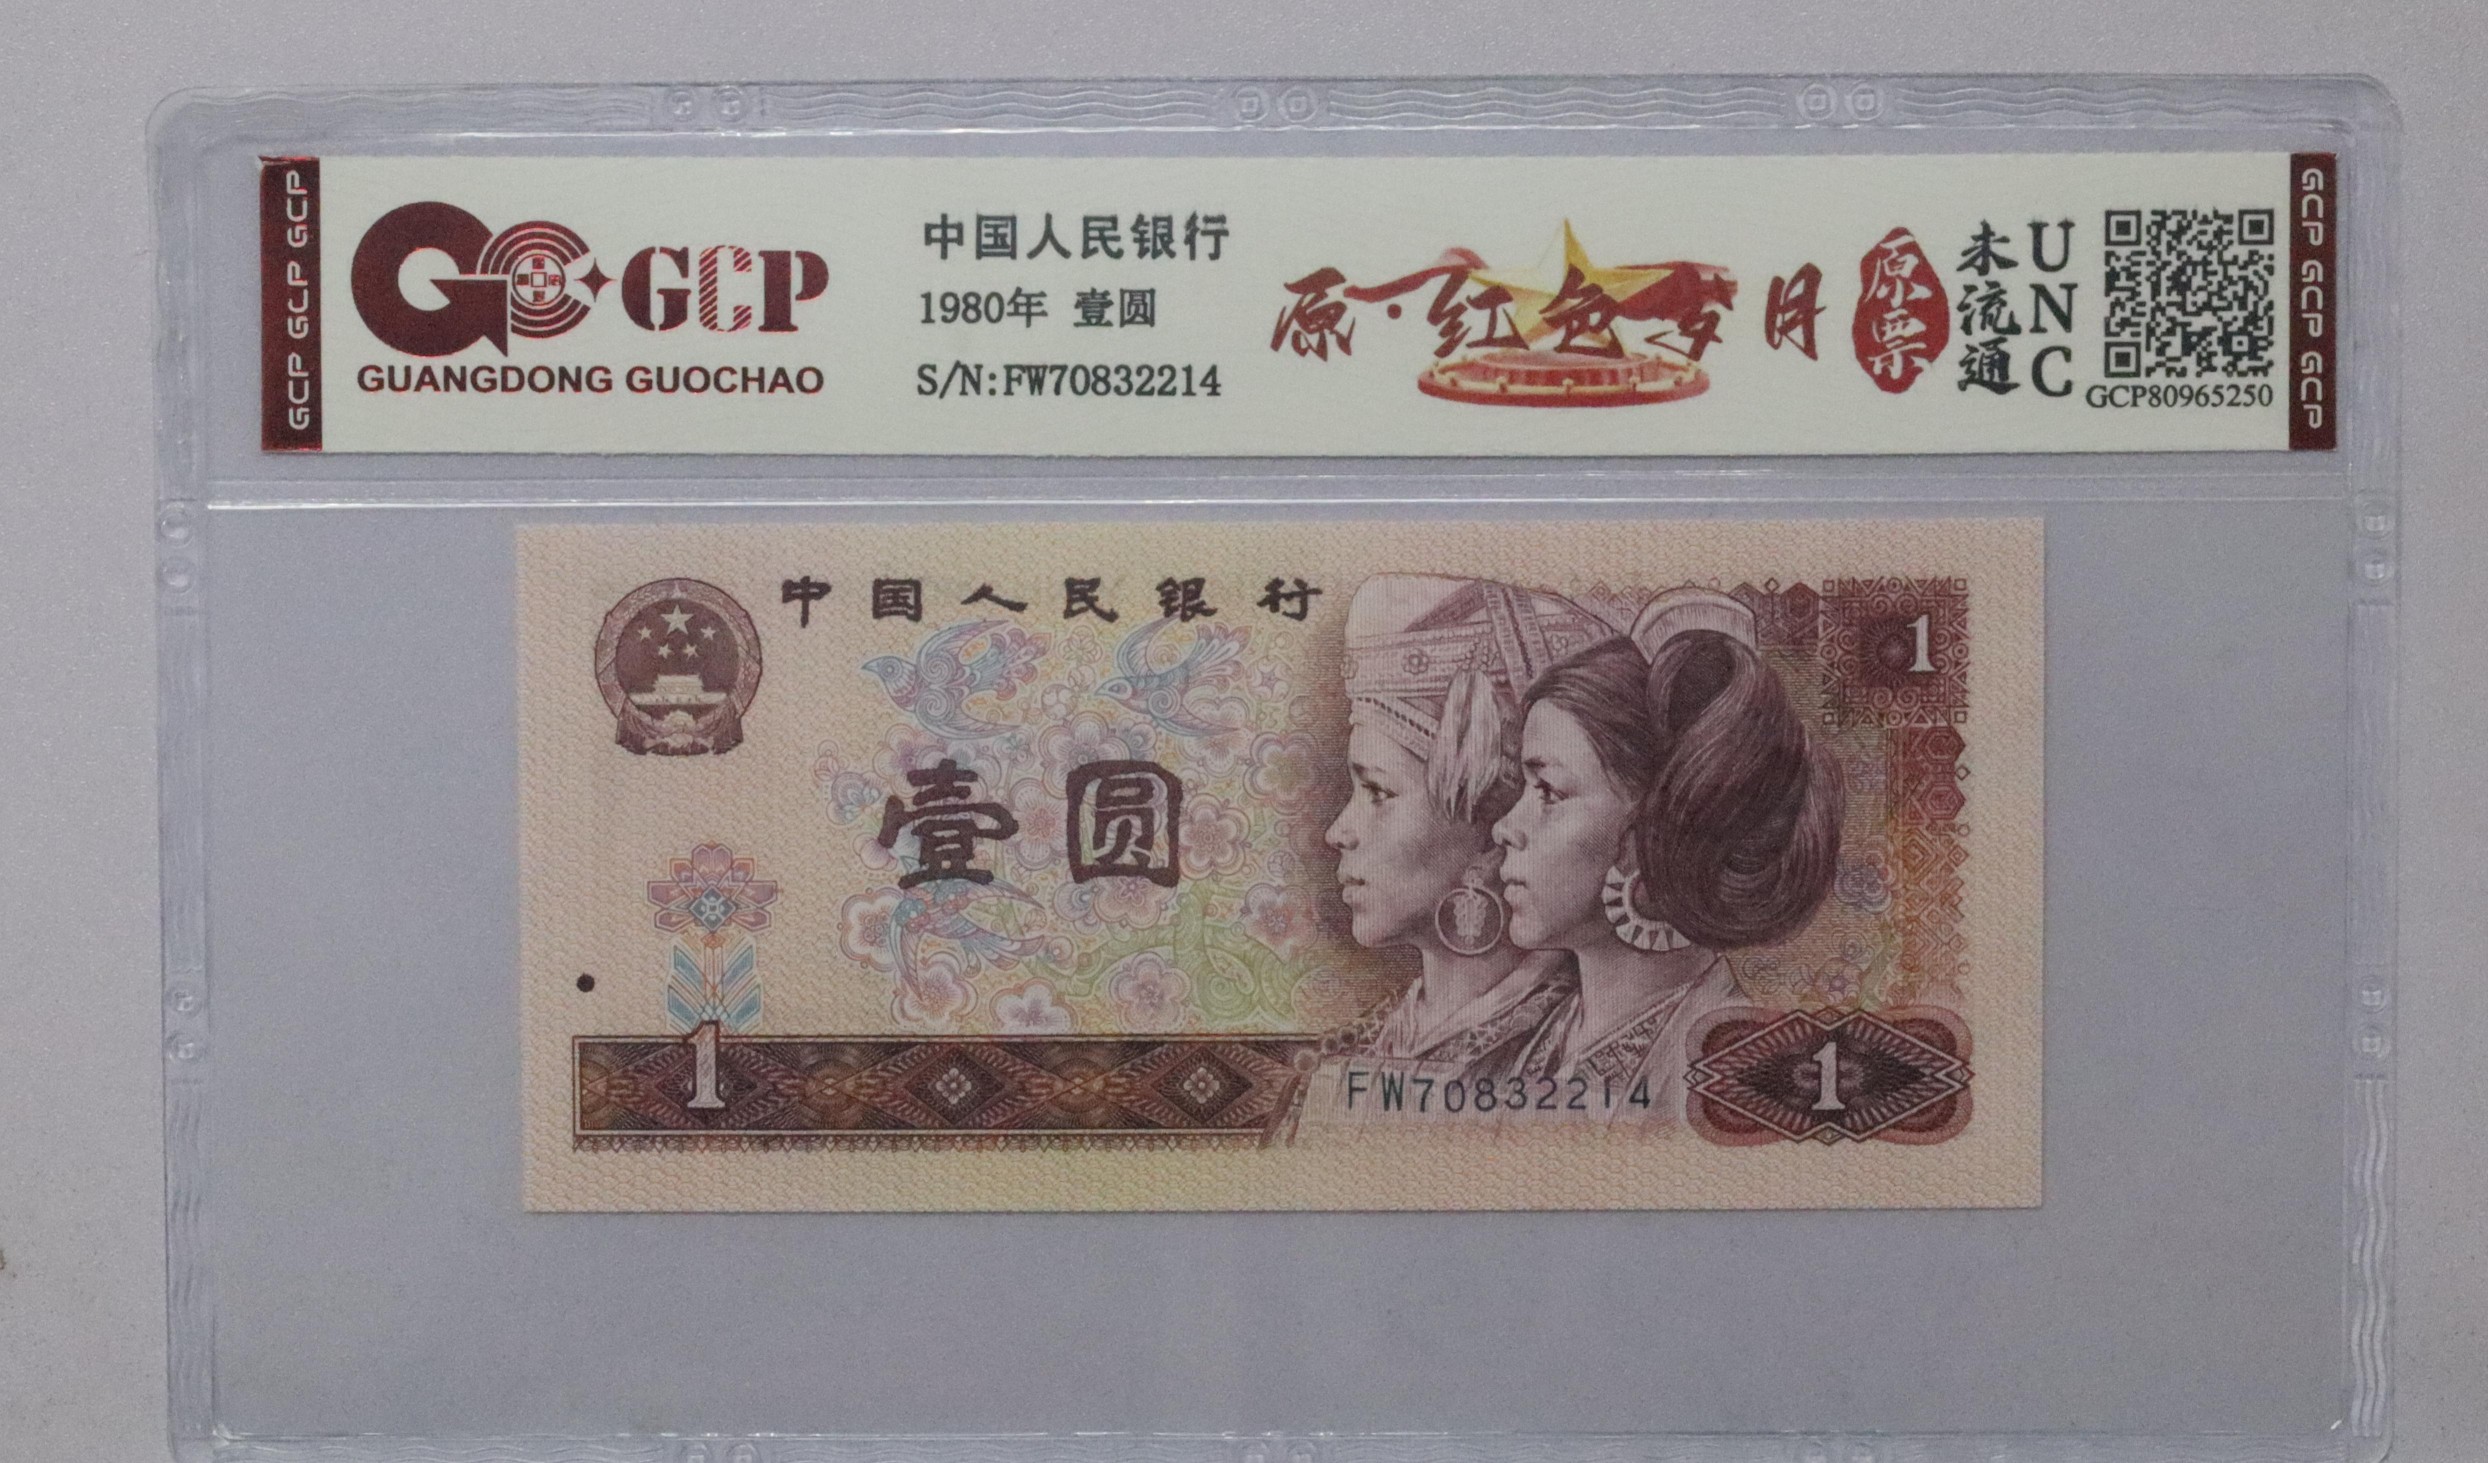 GCP GCP GCP
GCP
GUANGDONG GUOCHAO
中国人民银行
1980年 壹圆
S/N:FW70832214
原·红色岁月
原票
未流通
UNC
GCP80965250
GCP GCP GCP
中国人民银行
1
壹圆
1
FW70832214
1